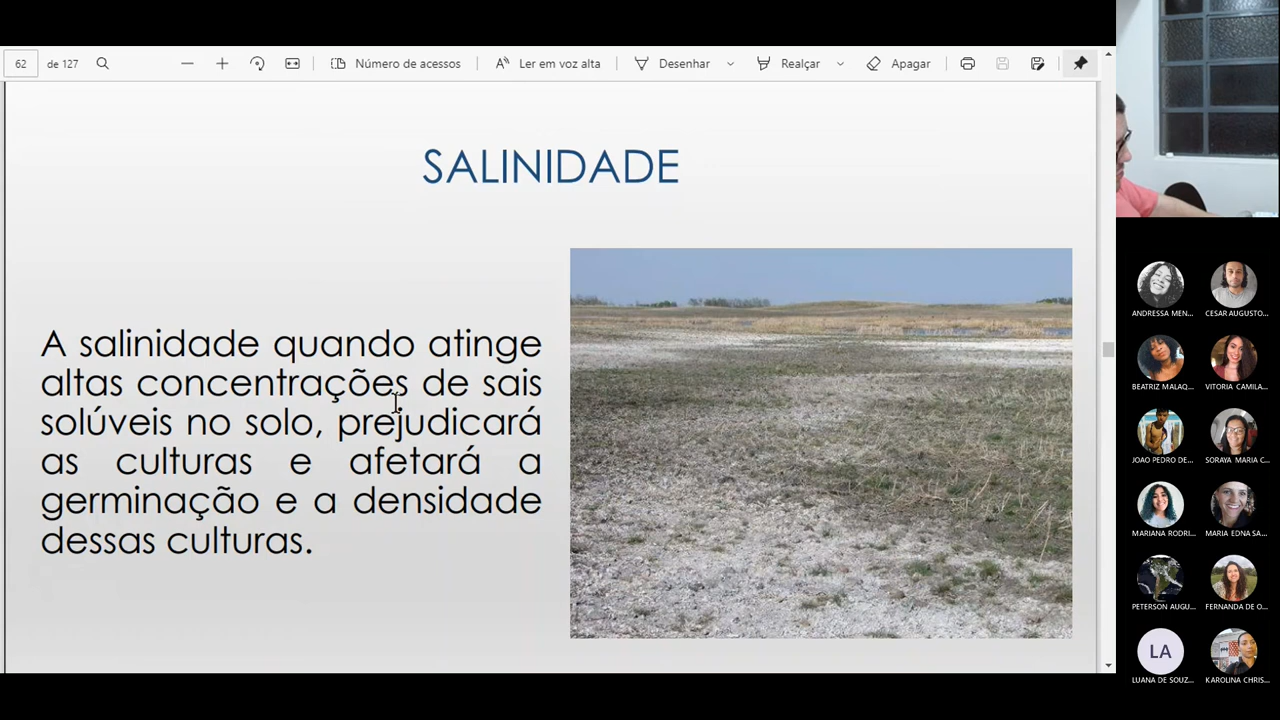 62 de 127 Número de acessos Ler em voz alta Desenhar Realçar Apagar
SALINIDADE
A salinidade quando atinge
altas concentrações de sais
solúveis no solo, prejudicará
as culturas e afetará a
germinação e a densidade
dessas culturas.
ANDRESSA MEN... CESAR AUGUSTO...
BEATRIZ MALAQ... VITORIA CAMILA...
JOAO PEDRO DE... SORAYA MARIA C...
MARIANA RODRI... MARIA EDNA SA...
PETERSON AUGU... FERNANDA DE O...
LA
LUANA DE SOUZ... KAROLINA CHRIS...